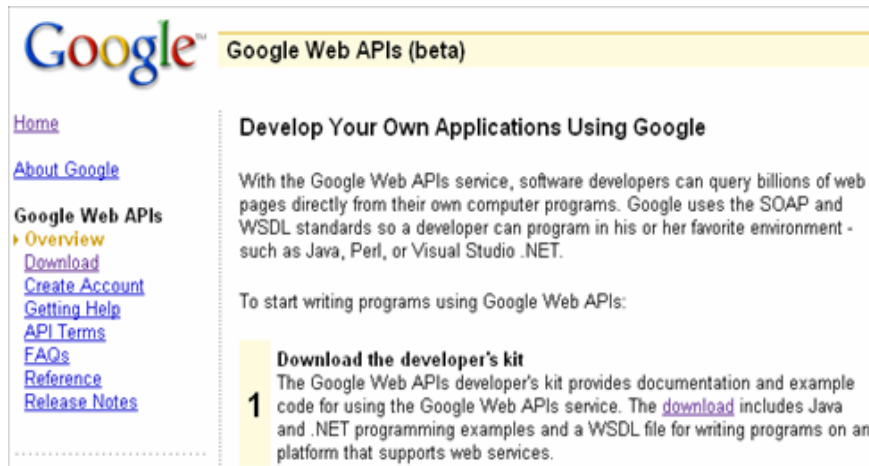 Google™
Google Web APIs (beta)
Home
About Google
Google Web APIs
Overview
Download
Create Account
Getting Help
API Terms
FAQs
Reference
Release Notes
Develop Your Own Applications Using Google
With the Google Web APIs service, software developers can query billions of web
pages directly from their own computer programs. Google uses the SOAP and
WSDL standards so a developer can program in his or her favorite environment -
such as Java, Perl, or Visual Studio .NET.
To start writing programs using Google Web APIs:
1
Download the developer's kit
The Google Web APIs developer's kit provides documentation and example
code for using the Google Web APIs service. The download includes Java
and .NET programming examples and a WSDL file for writing programs on an
platform that supports web services.